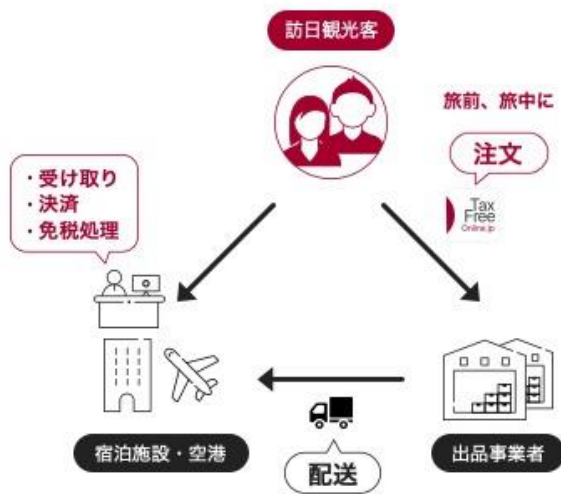 訪日観光客
旅前、旅中に
注文
Tax
Free
Online.jp
・受け取り
・決済
・免税処理
宿泊施設・空港
配送
出品事業者